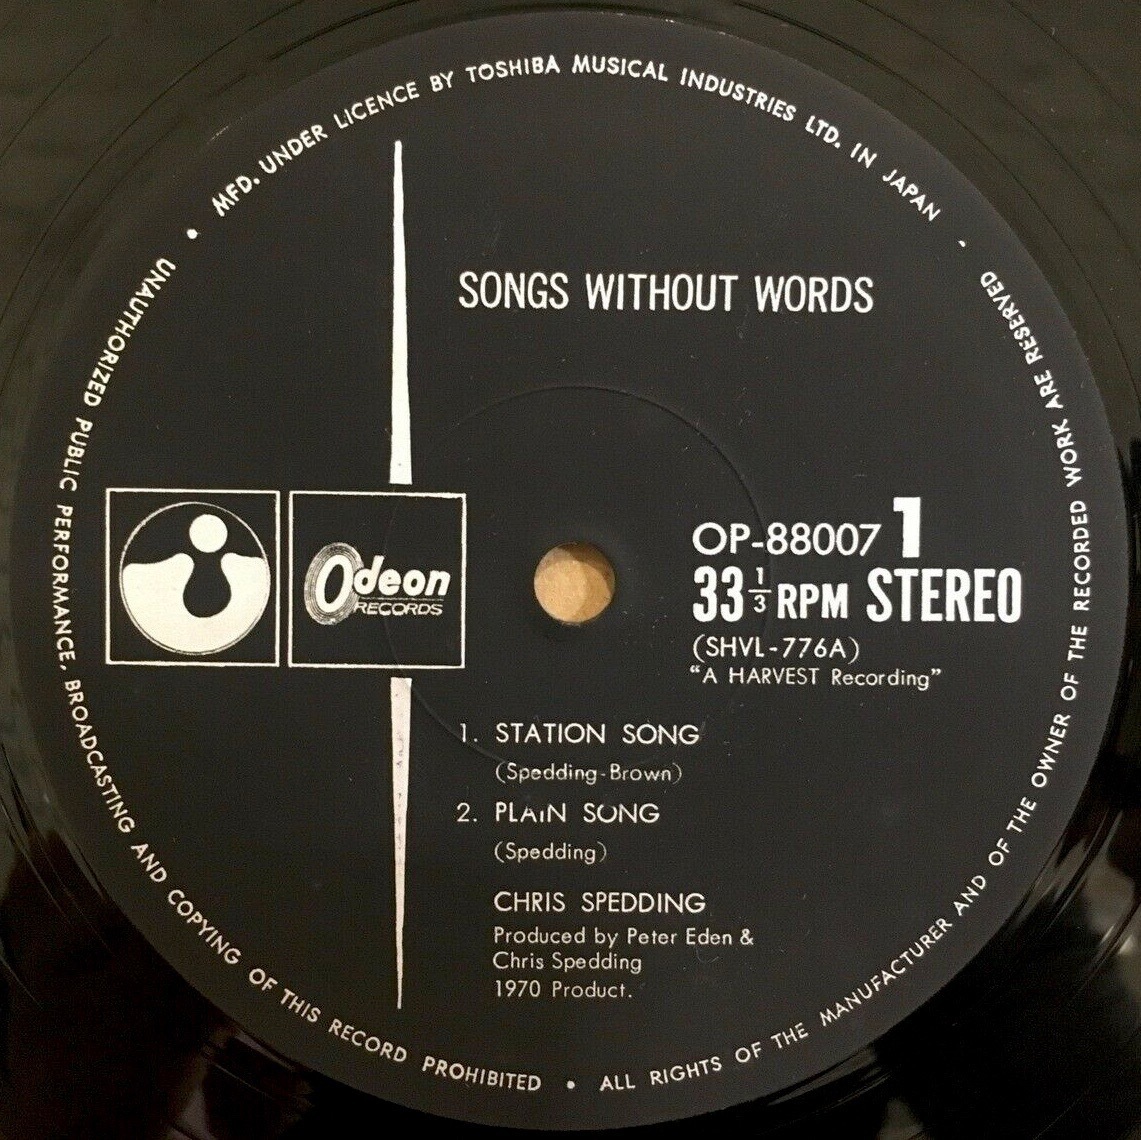 MFD. UNDER LICENCE BY TOSHIBA MUSICAL INDUSTRIES LTD. IN JAPAN
SONGS WITHOUT WORDS
Odeon
RECORDS
OP-88007 1
33 1/3 RPM STEREO
(SHVL-776A)
“A HARVEST Recording”
1. STATION SONG
(Spedding-Brown)
2. PLAIN SONG
(Spedding)
CHRIS SPEDDING
Produced by Peter Eden &
Chris Spedding
1970 Product.
UNAUTHORIZED PUBLIC PERFORMANCE, BROADCASTING AND COPYING OF THIS RECORD PROHIBITED • ALL RIGHTS OF THE MANUFACTURER AND OF THE OWNER OF THE RECORDED WORK ARE RESERVED